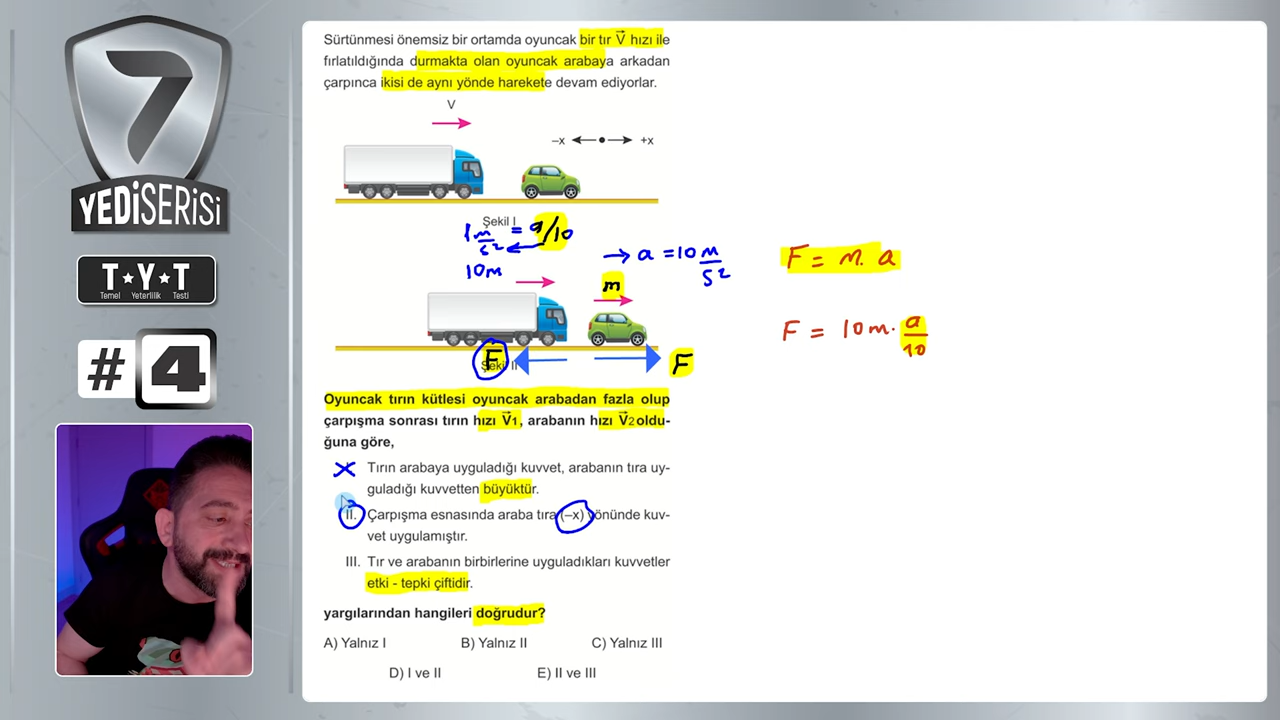 7
YEDİSERİSİ
T★Y★T
Temel Yeterlilik Testi
#4
Sürtünmesi önemsiz bir ortamda oyuncak bir tır V⃗ hızı ile
fırlatıldığında durmakta olan oyuncak arabaya arkadan
çarpınca ikisi de aynı yönde harekete devam ediyorlar.
V
–x +x
Şekil I
1 m/s² = a/10
→ a = 10 m/s²
10m
m
F = m. a
F = 10m. a/10
F F
Şekil II
Oyuncak tırın kütlesi oyuncak arabadan fazla olup
çarpışma sonrası tırın hızı V⃗1, arabanın hızı V⃗2 oldu-
ğuna göre,
Tırın arabaya uyguladığı kuvvet, arabanın tıra uy-
guladığı kuvvetten büyüktür.
II. Çarpışma esnasında araba tıra (–x) yönünde kuv-
vet uygulamıştır.
III. Tır ve arabanın birbirlerine uyguladıkları kuvvetler
etki - tepki çiftidir.
yargılarından hangileri doğrudur?
A) Yalnız I B) Yalnız II C) Yalnız III
D) I ve II E) II ve III